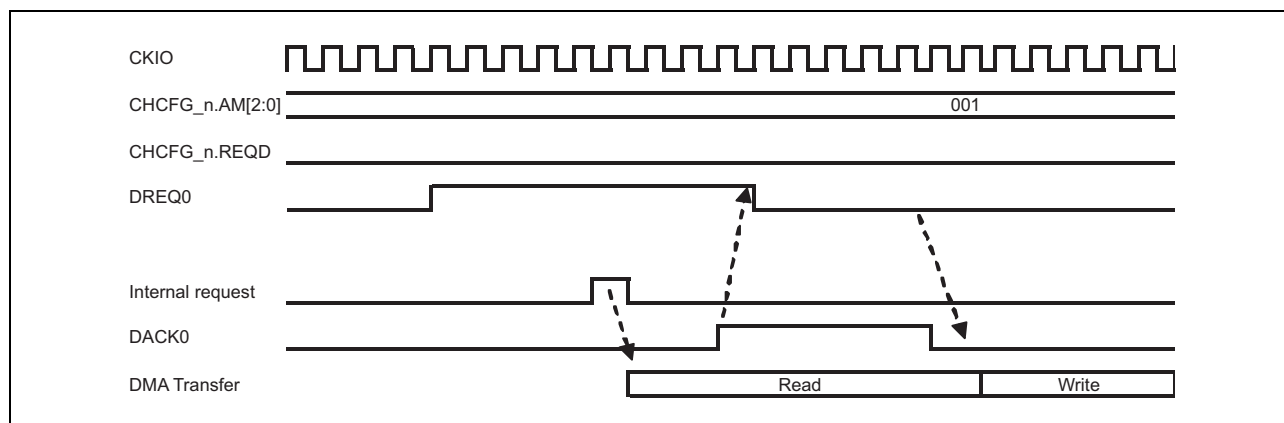 CKIO
CHCFG_n.AM[2:0] 001
CHCFG_n.REQD
DREQ0
Internal request
DACK0
DMA Transfer Read Write